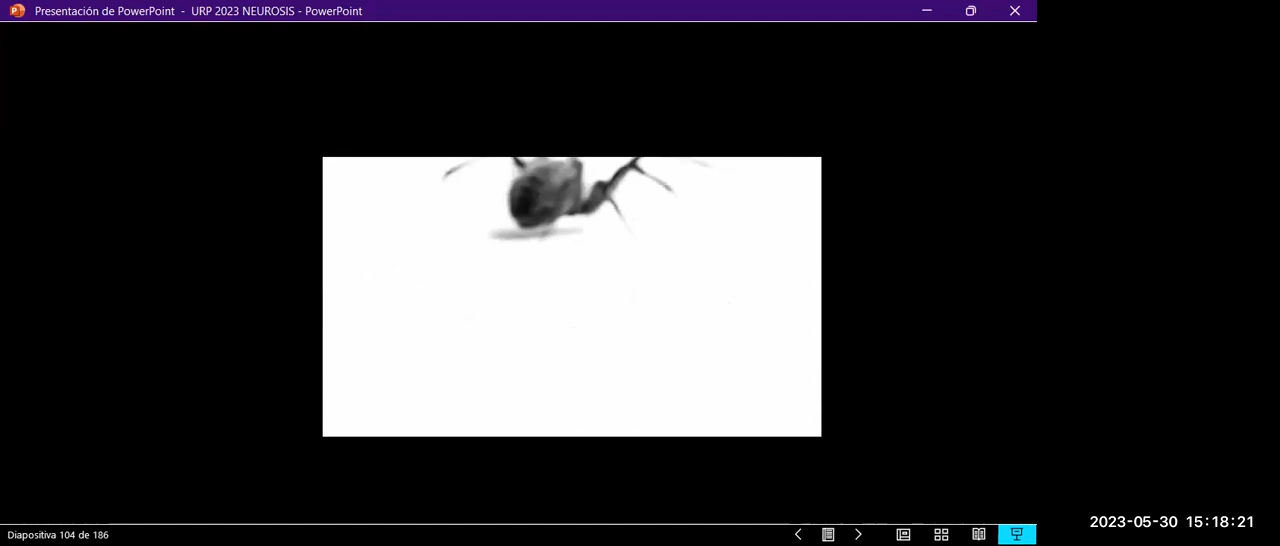 Presentación de PowerPoint - URP 2023 NEUROSIS - PowerPoint
Diapositiva 104 de 186
2023-05-30 15:18:21